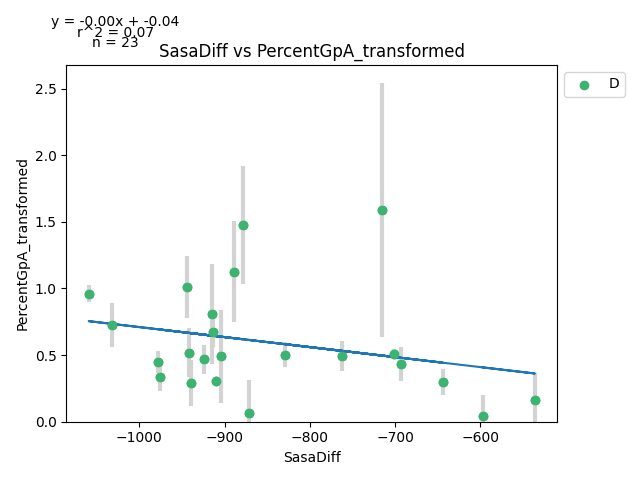 y = -0.00x + -0.04
r^2 = 0.07
n = 23
SasaDiff vs PercentGpA_transformed
D
PercentGpA_transformed
2.5
2.0
1.5
1.0
0.5
0.0
−1000
−900
−800
−700
−600
SasaDiff